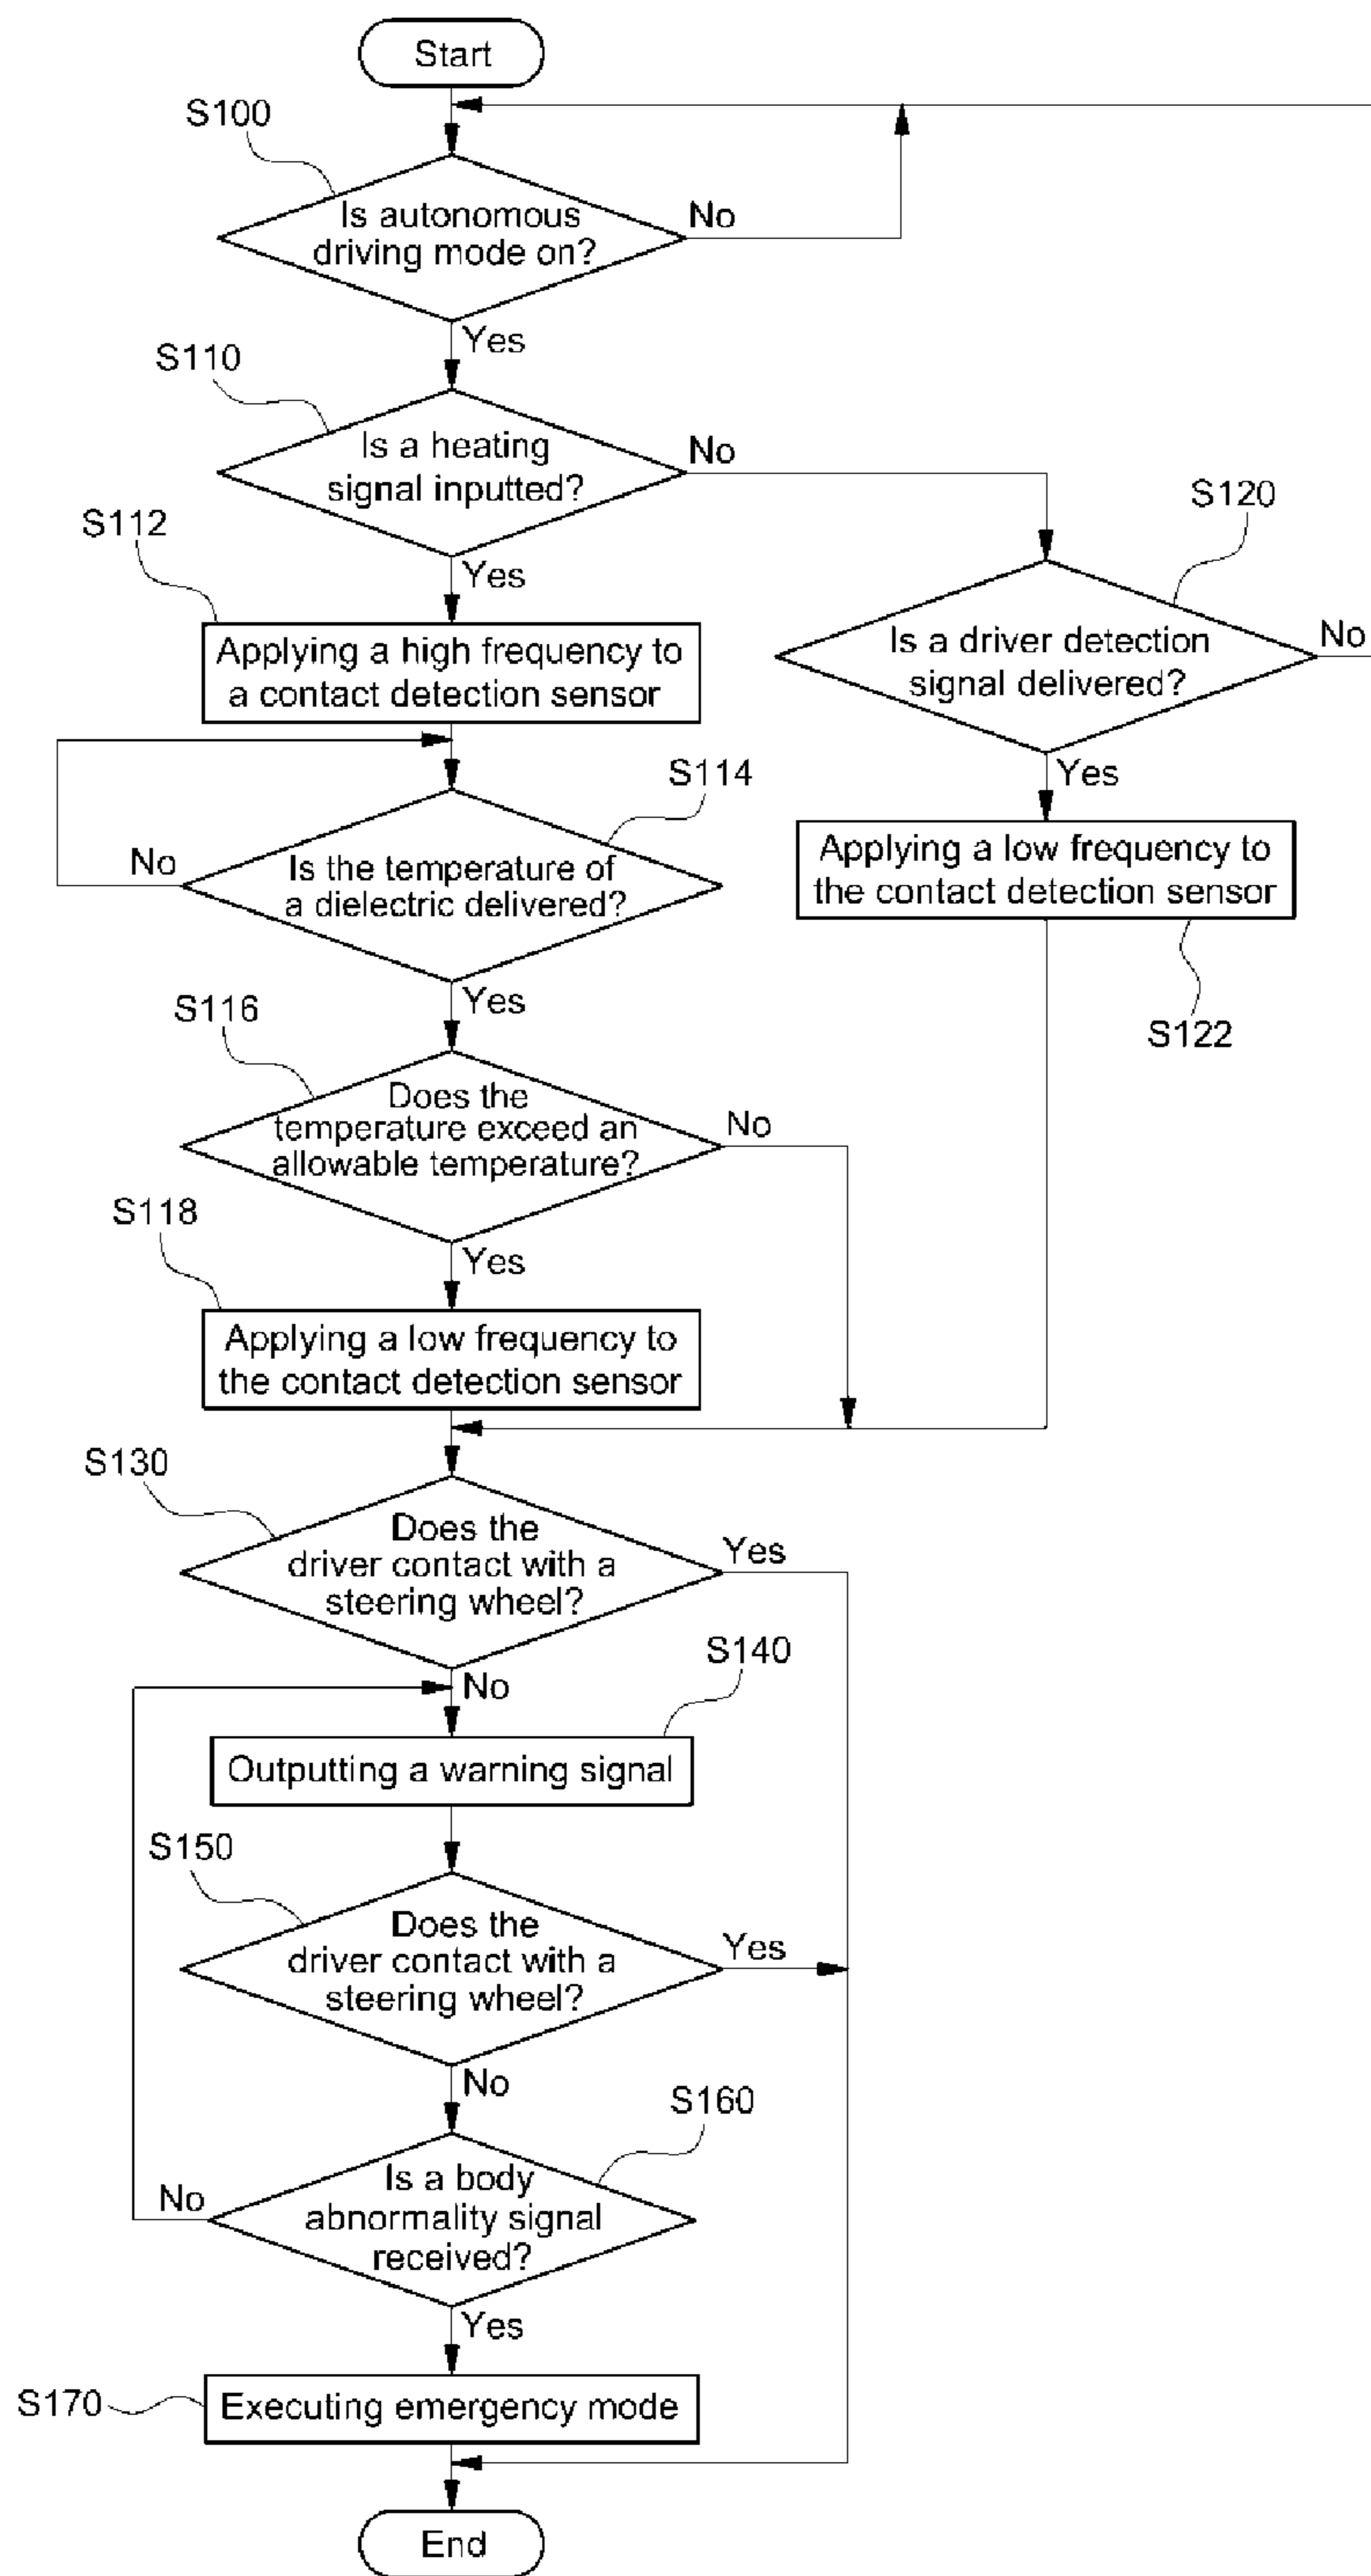 Start
S100
Is autonomous
driving mode on?
No
Yes
S110
Is a heating
signal inputted?
No
Yes
S120
Is a driver detection
signal delivered?
No
Yes
S112
Applying a high frequency to
a contact detection sensor
S114
Is the temperature of
a dielectric delivered?
No
Yes
Applying a low frequency to
the contact detection sensor
S122
S116
Does the
temperature exceed an
allowable temperature?
No
Yes
S118
Applying a low frequency to
the contact detection sensor
S130
Does the
driver contact with a
steering wheel?
Yes
No
S140
Outputting a warning signal
S150
Does the
driver contact with a
steering wheel?
Yes
No
S160
Is a body
abnormality signal
received?
No
Yes
S170
Executing emergency mode
End